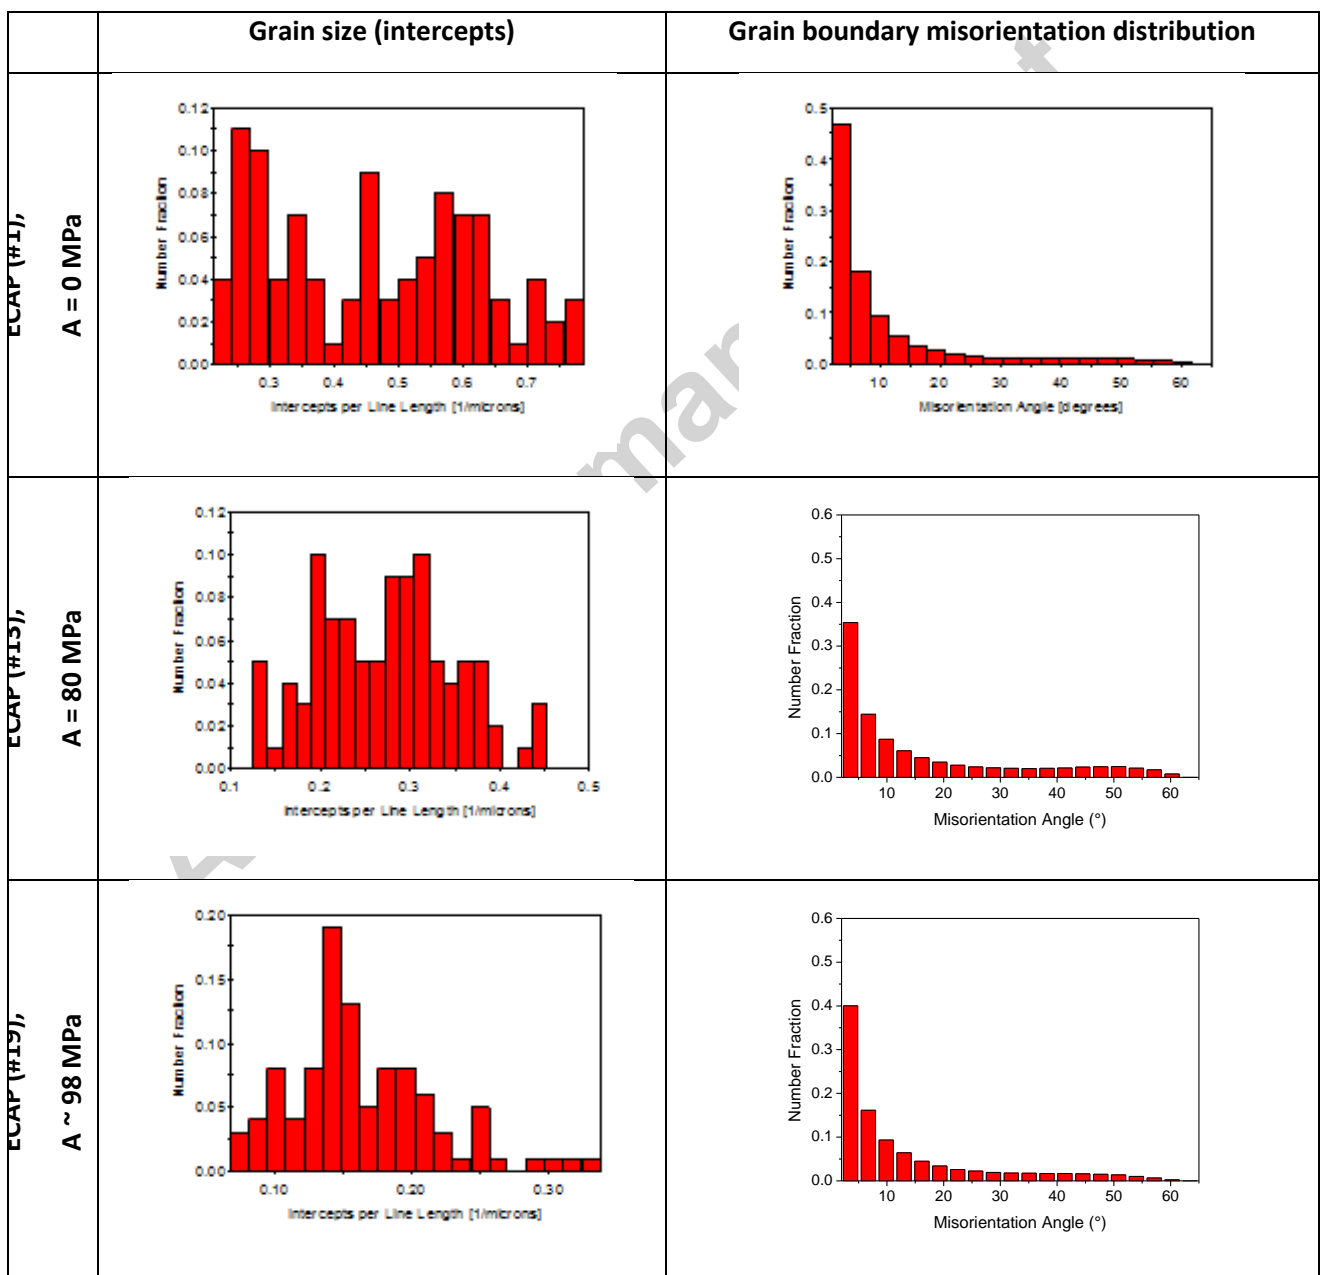 Grain size (intercepts)
Grain boundary misorientation distribution
ECAP (#1),
A = 0 MPa
0.12
0.10
0.08
0.06
0.04
0.02
0.00
Number Fraction
0.3 0.4 0.5 0.6 0.7
Intercepts per Line Length [1/microns]
0.5
0.4
0.3
0.2
0.1
0.0
Number Fraction
10 20 30 40 50 60
Misorientation Angle [degrees]
ECAP (#13),
A = 80 MPa
0.12
0.10
0.08
0.06
0.04
0.02
0.00
Number Fraction
0.1 0.2 0.3 0.4 0.5
Intercepts per Line Length [1/microns]
0.6
0.5
0.4
0.3
0.2
0.1
0.0
Number Fraction
10 20 30 40 50 60
Misorientation Angle (°)
ECAP (#19),
A ~ 98 MPa
0.20
0.15
0.10
0.05
0.00
Number Fraction
0.10 0.20 0.30
Intercepts per Line Length [1/microns]
0.6
0.5
0.4
0.3
0.2
0.1
0.0
Number Fraction
10 20 30 40 50 60
Misorientation Angle (°)